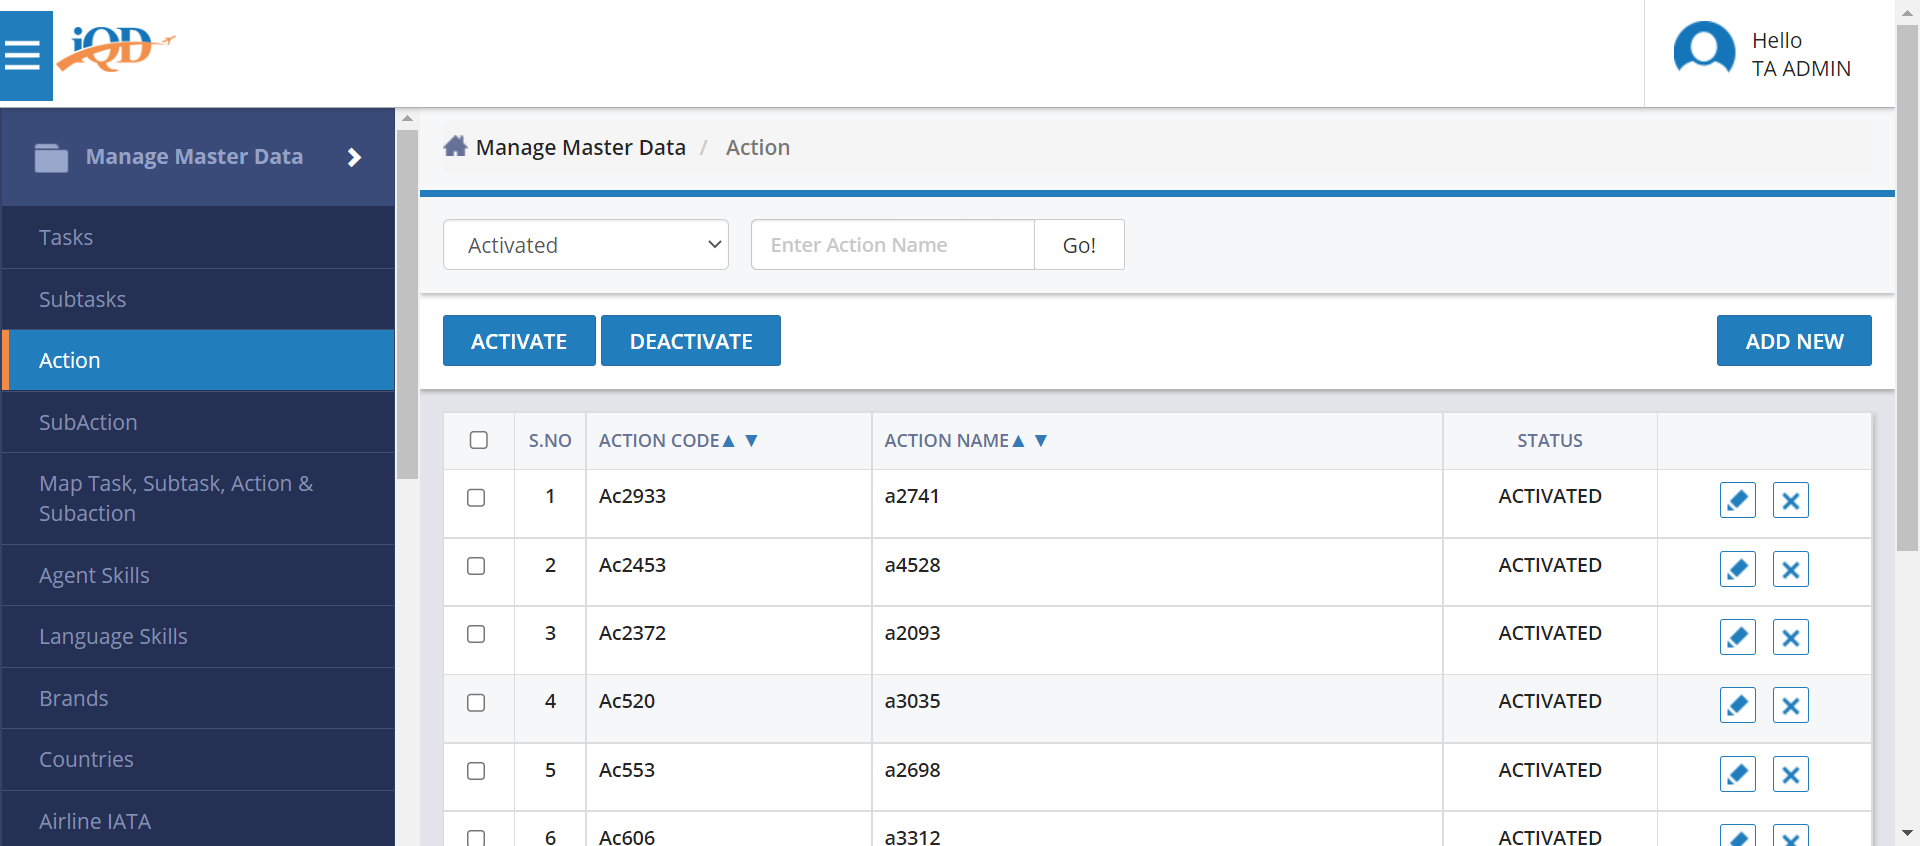 iQD
Hello
TA ADMIN
Manage Master Data
Tasks
Subtasks
Action
SubAction
Map Task, Subtask, Action &
Subaction
Agent Skills
Language Skills
Brands
Countries
Airline IATA
Manage Master Data / Action
Activated
Enter Action Name
Go!
ACTIVATE
DEACTIVATE
ADD NEW
S.NO ACTION CODE▲ ▼ ACTION NAME▲ ▼ STATUS
1 Ac2933 a2741 ACTIVATED
2 Ac2453 a4528 ACTIVATED
3 Ac2372 a2093 ACTIVATED
4 Ac520 a3035 ACTIVATED
5 Ac553 a2698 ACTIVATED
6 Ac606 a3312 ACTIVATED